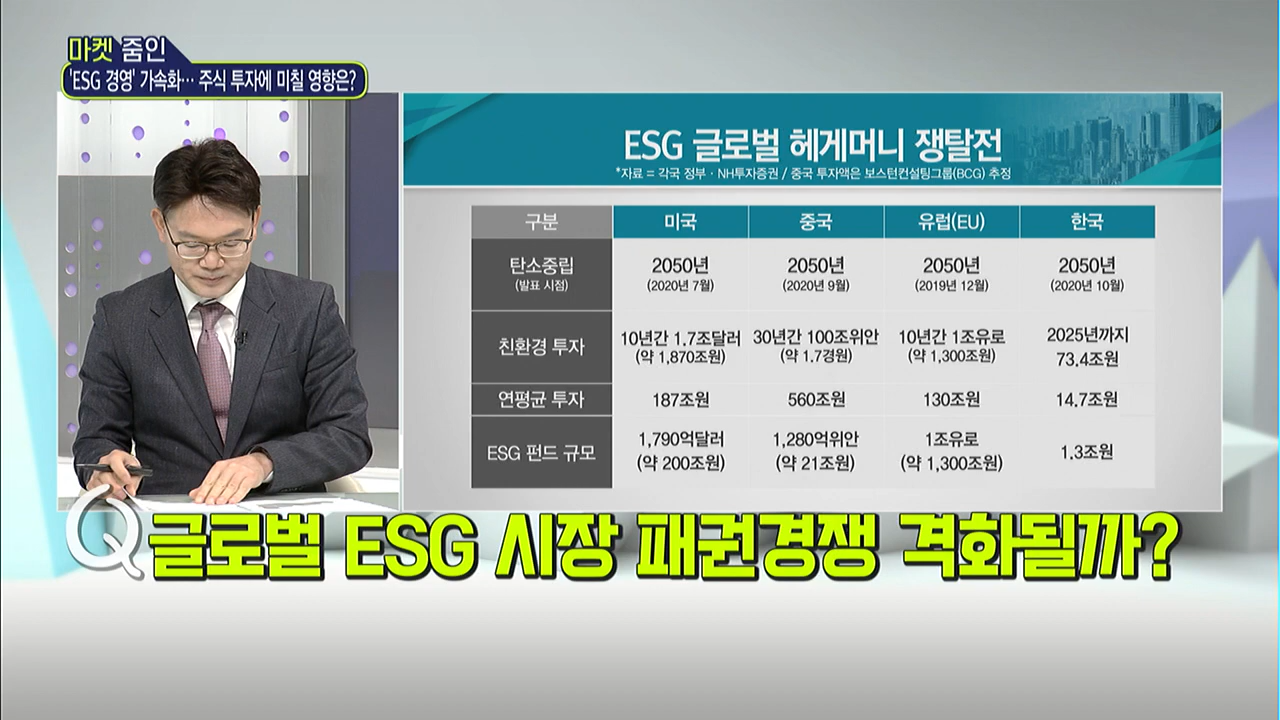 마켓 줌인
'ESG 경영' 가속화… 주식 투자에 미칠 영향은?
ESG 글로벌 헤게머니 쟁탈전
*자료 = 각국 정부 · NH투자증권 / 중국 투자액은 보스턴컨설팅그룹(BCG) 추정
구분 미국 중국 유럽(EU) 한국
탄소중립 2050년 2050년 2050년 2050년
(발표 시점) (2020년 7월) (2020년 9월) (2019년 12월) (2020년 10월)
친환경 투자 10년간 1.7조달러 30년간 100조위안 10년간 1조유로 2025년까지
(약 1,870조원) (약 1.7경원) (약 1,300조원) 73.4조원
연평균 투자 187조원 560조원 130조원 14.7조원
ESG 펀드 규모 1,790억달러 1,280억위안 1조유로 1.3조원
(약 200조원) (약 21조원) (약 1,300조원)
Q 글로벌 ESG 시장 패권경쟁 격화될까?